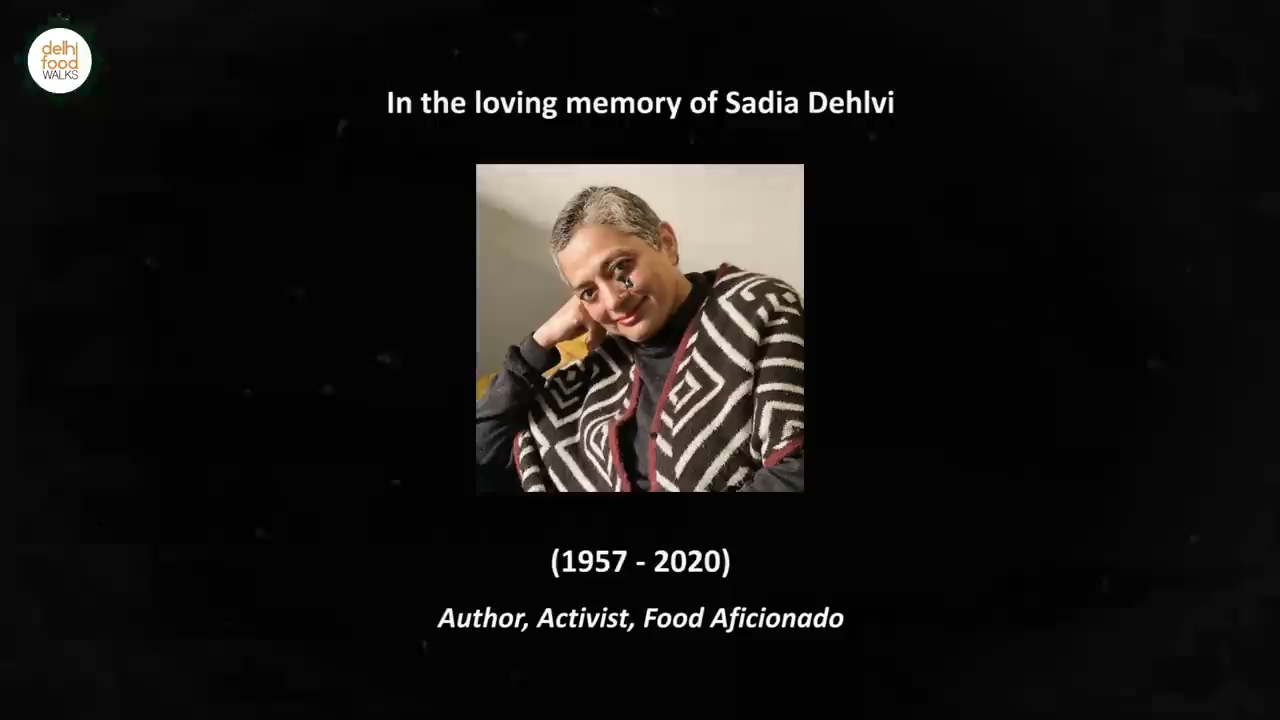 delhi
food
WALKS
In the loving memory of Sadia Dehlvi
(1957 - 2020)
Author, Activist, Food Aficionado